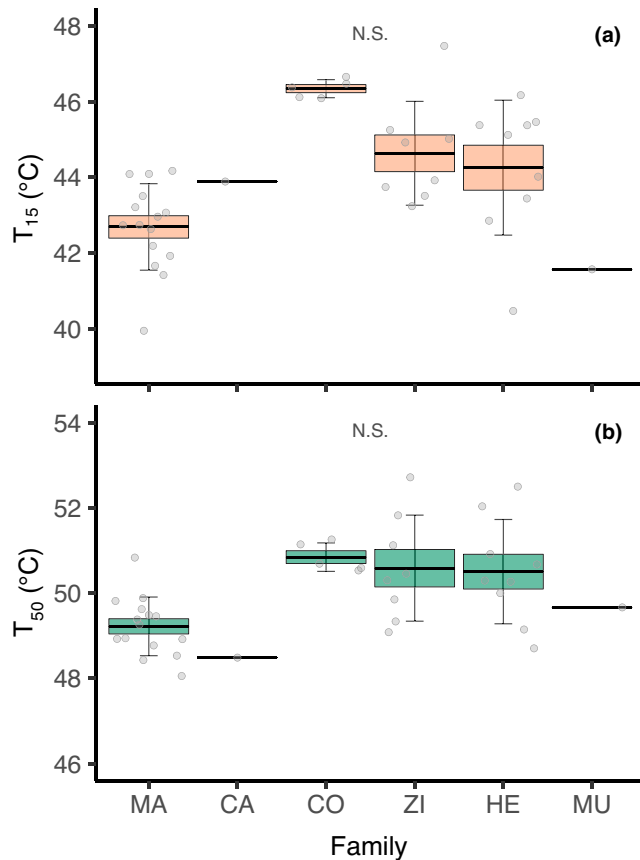 48
N.S.
(a)
46
44
42
40
T15 (°C)
54
N.S.
(b)
52
50
48
46
T50 (°C)
MA CA CO ZI HE MU
Family